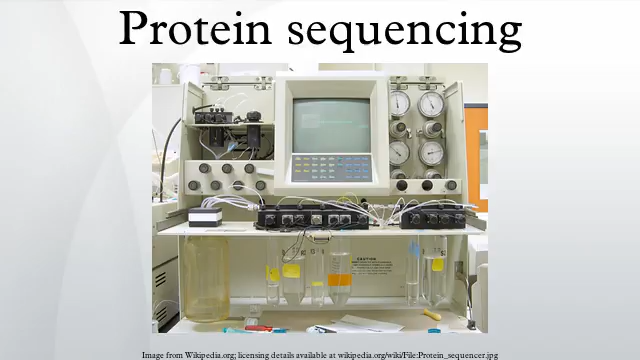 Protein sequencing
CAUTION
Image from Wikipedia.org; licensing details available at wikipedia.org/wiki/File:Protein_sequencer.jpg